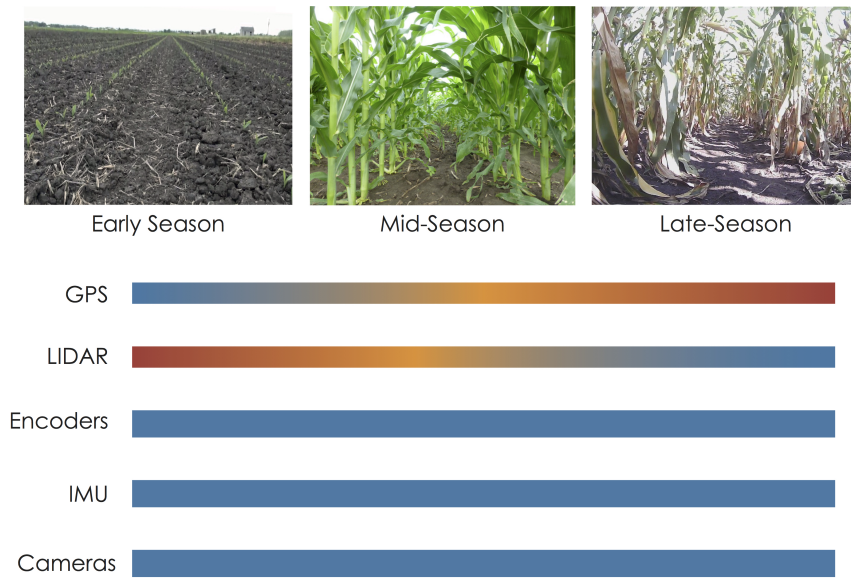 Early Season
Mid-Season
Late-Season
GPS
LIDAR
Encoders
IMU
Cameras